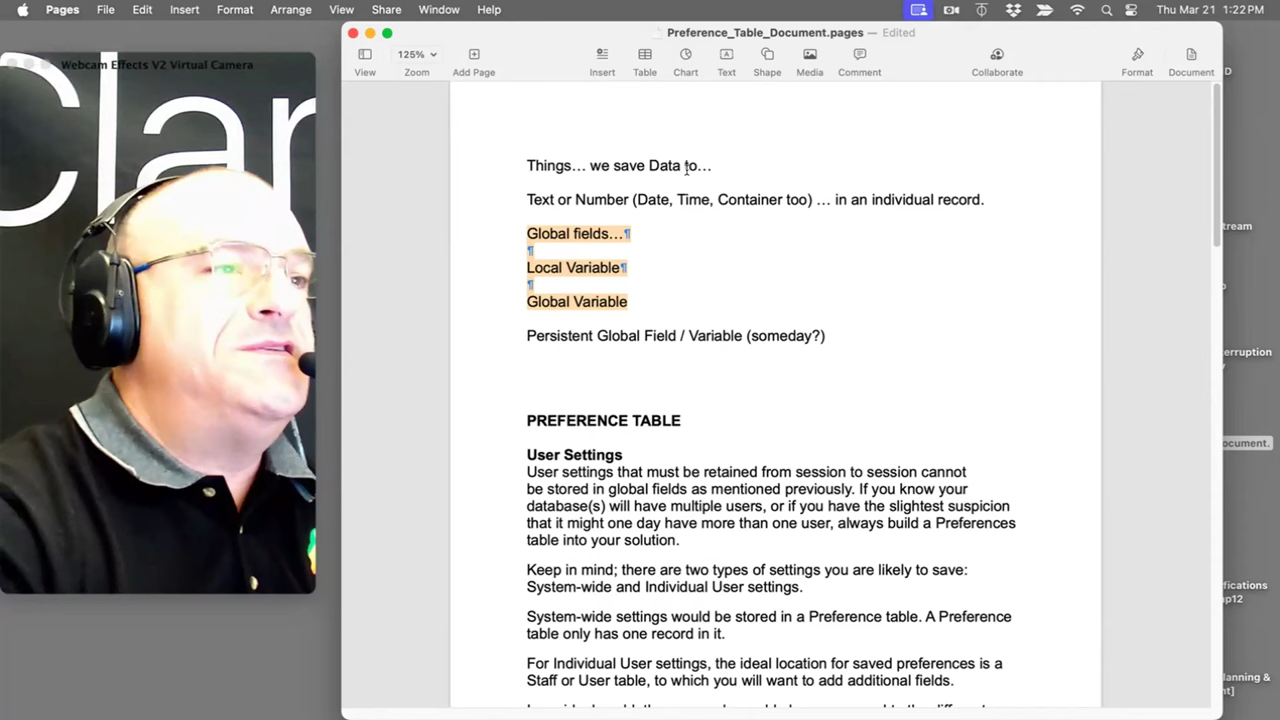 Pages File Edit Insert Format Arrange View Share Window Help Thu Mar 21 1:22 PM
Preference_Table_Document.pages — Edited
Webcam Effects V2 Virtual Camera
125%
View Zoom Add Page Insert Table Chart Text Shape Media Comment Collaborate Format Document
Clar
Things… we save Data to…
Text or Number (Date, Time, Container too) … in an individual record.
Global fields…¶
¶
Local Variable¶
¶
Global Variable
Persistent Global Field / Variable (someday?)
PREFERENCE TABLE
User Settings
User settings that must be retained from session to session cannot
be stored in global fields as mentioned previously. If you know your
database(s) will have multiple users, or if you have the slightest suspicion
that it might one day have more than one user, always build a Preferences
table into your solution.
Keep in mind; there are two types of settings you are likely to save:
System-wide and Individual User settings.
System-wide settings would be stored in a Preference table. A Preference
table only has one record in it.
For Individual User settings, the ideal location for saved preferences is a
Staff or User table, to which you will want to add additional fields.
D
tream
terruption
ocument.
ifications
ap12
lanning &
nt]